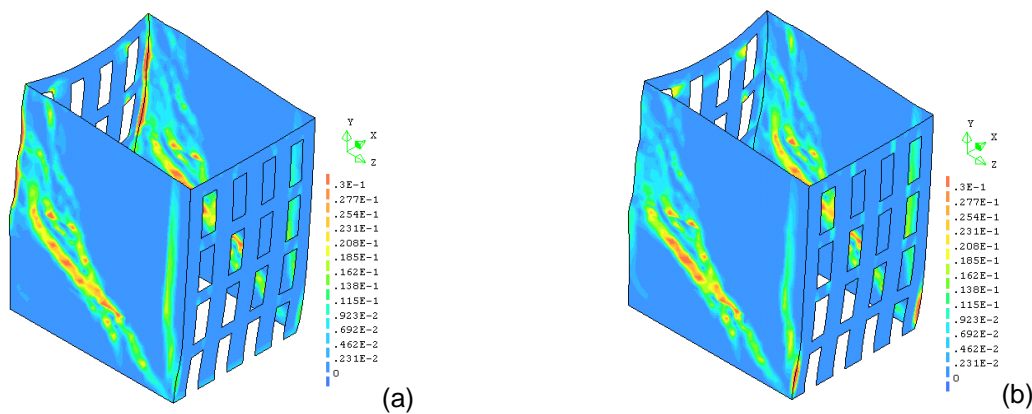 Y
X
Z
.3E-1
.277E-1
.254E-1
.231E-1
.208E-1
.185E-1
.162E-1
.138E-1
.115E-1
.923E-2
.692E-2
.462E-2
.231E-2
0
(a)
Y
X
Z
.3E-1
.277E-1
.254E-1
.231E-1
.208E-1
.185E-1
.162E-1
.138E-1
.115E-1
.923E-2
.692E-2
.462E-2
.231E-2
0
(b)